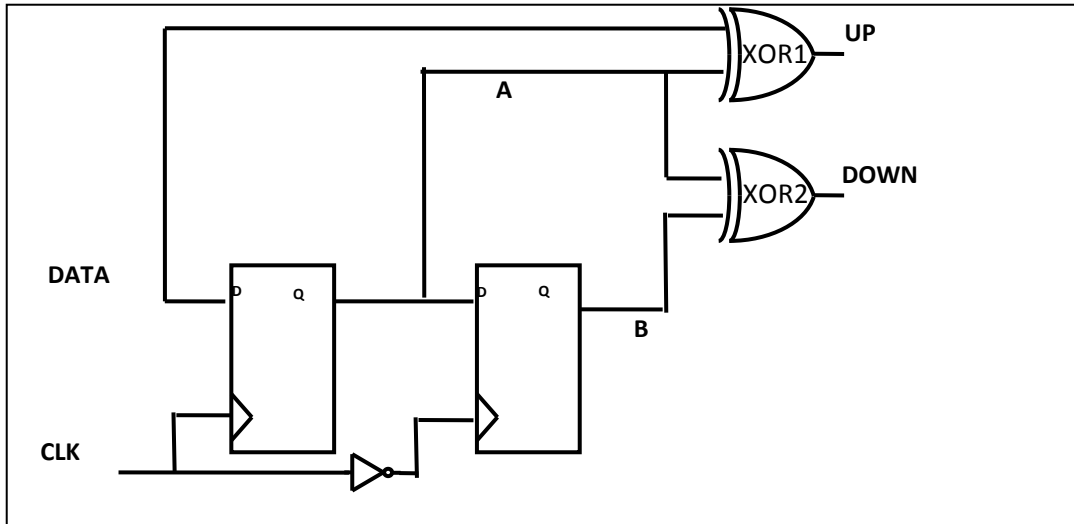 UP
XOR1
A
DOWN
XOR2
DATA
D Q
D Q
B
CLK